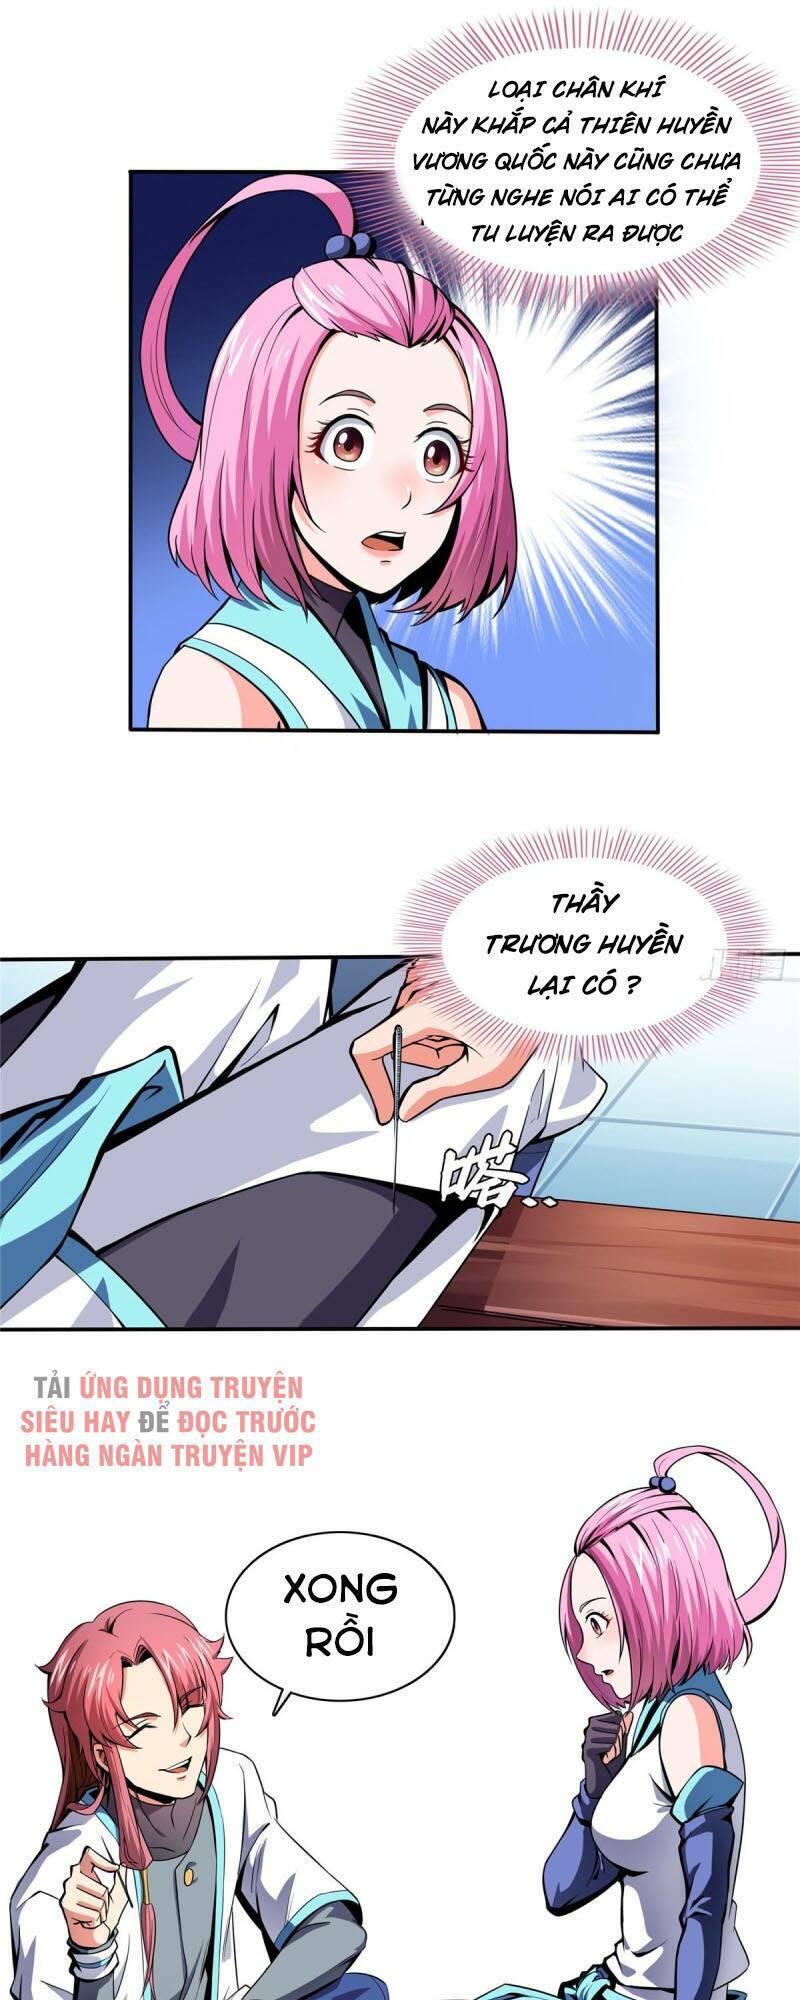 LOẠI CHÂN KHÍ
NÀY KHẮP CẢ THIÊN HUYỀN
VƯƠNG QUỐC NÀY CŨNG CHƯA
TỪNG NGHE NÓI AI CÓ THỂ
TU LUYỆN RA ĐƯỢC
THẦY
TRƯƠNG HUYỀN
LẠI CÓ ?
嗒...
TẢI ỨNG DỤNG TRUYỆN
SIÊU HAY ĐỂ ĐỌC TRƯỚC
HÀNG NGÀN TRUYỆN VIP
XONG
RỒI